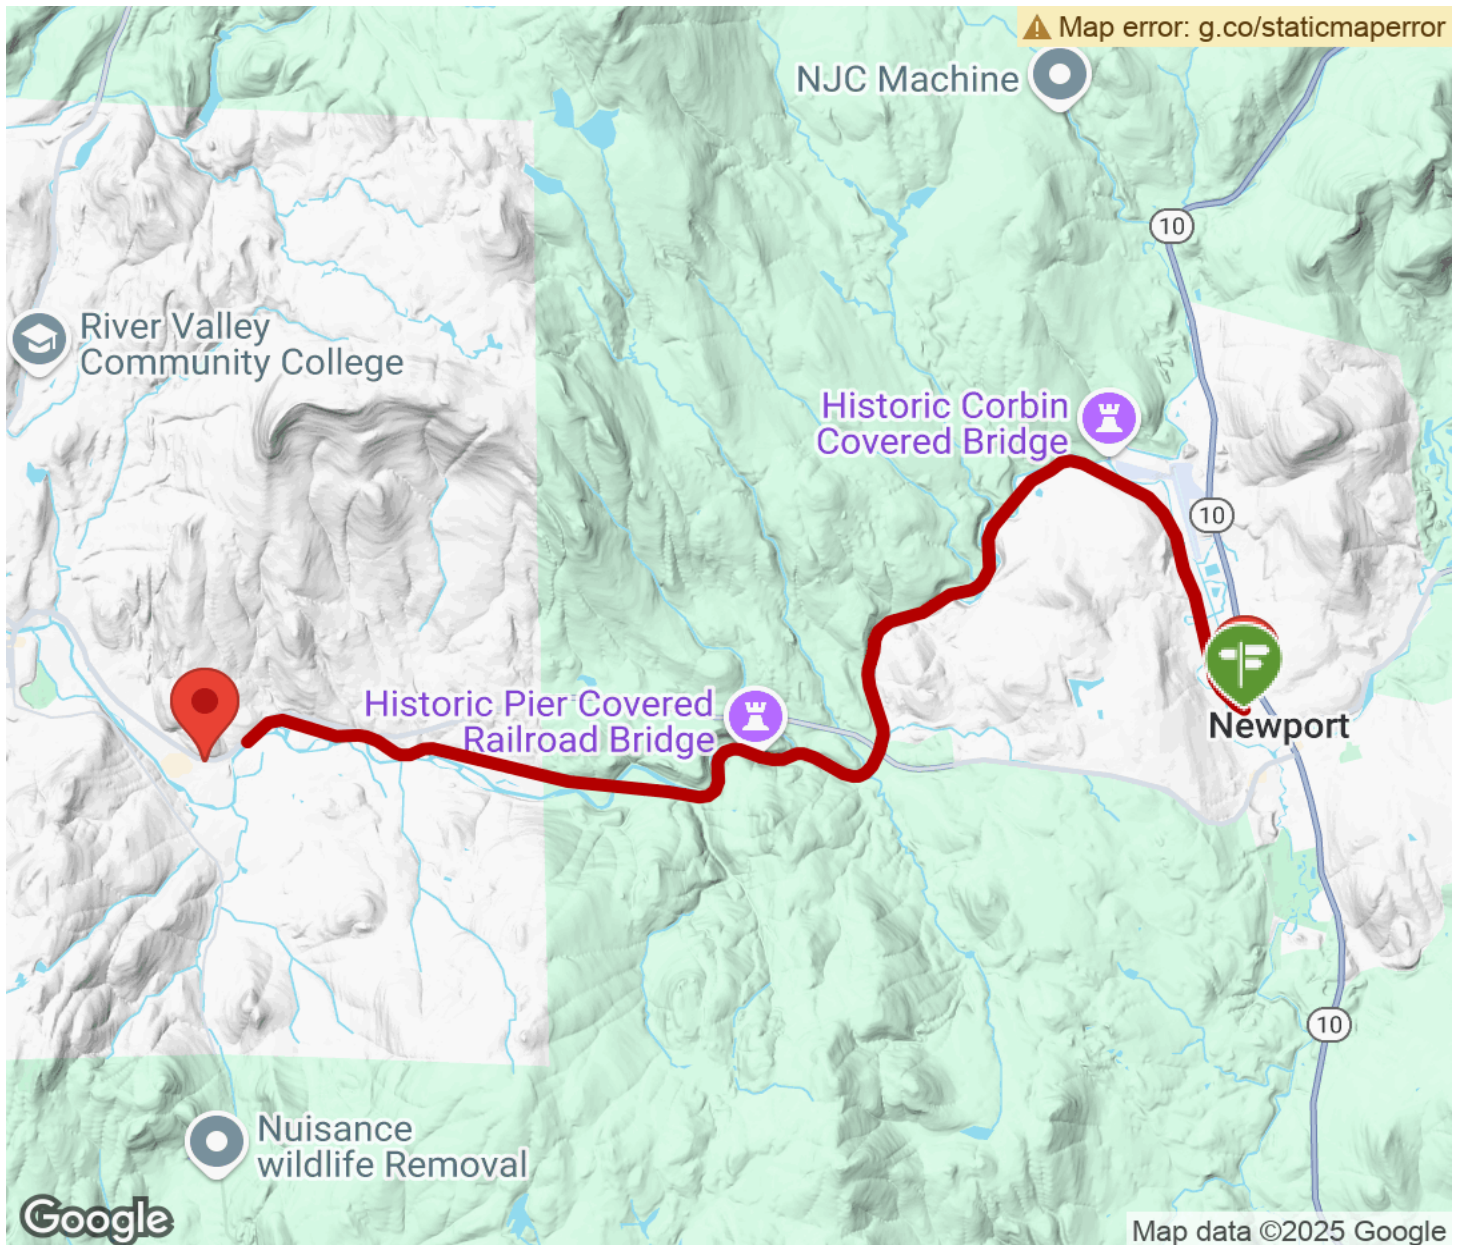 Map error: g.co/staticmaperror
NJC Machine
10
River Valley
Community College
Historic Corbin
Covered Bridge
10
Historic Pier Covered
Railroad Bridge
Newport
10
Nuisance
wildlife Removal
Google
Map data ©2025 Google